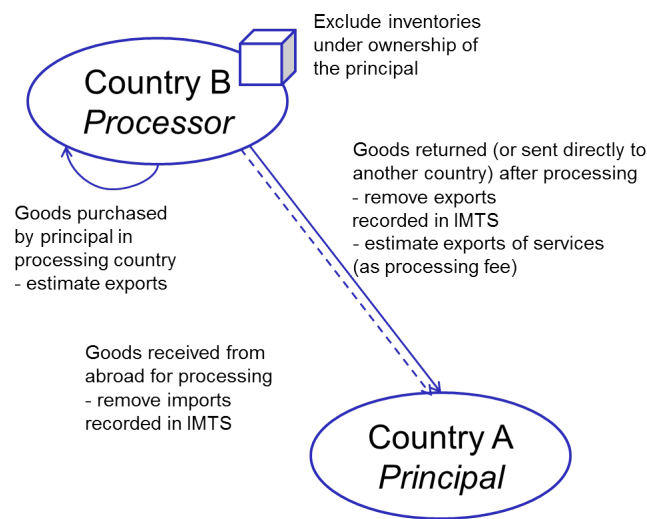 Exclude inventories
under ownership of
the principal
Country B
Processor
Goods returned (or sent directly to
another country) after processing
- remove exports
recorded in IMTS
- estimate exports of services
(as processing fee)
Goods purchased
by principal in
processing country
- estimate exports
Goods received from
abroad for processing
- remove imports
recorded in IMTS
Country A
Principal